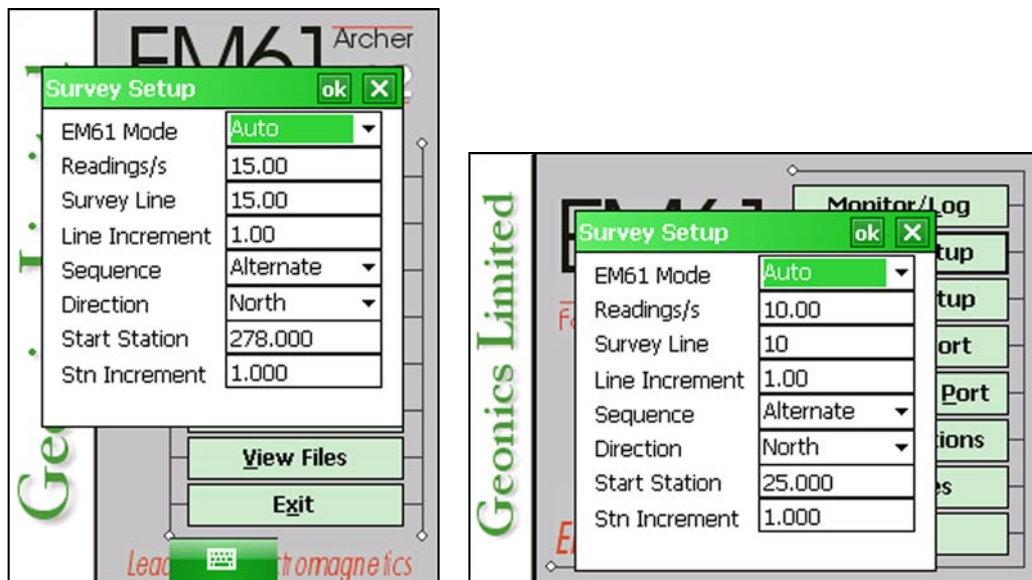 EM61
Archer
Survey Setup
ok
EM61 Mode
Auto
Readings/s
15.00
Survey Line
15.00
Line Increment
1.00
Sequence
Alternate
Direction
North
Start Station
278.000
Stn Increment
1.000
View Files
Exit
Geonics Limited
Monitor/Log
Survey Setup
ok
EM61 Mode
Auto
Readings/s
10.00
Survey Line
10
Line Increment
1.00
Sequence
Alternate
Direction
North
Start Station
25.000
Stn Increment
1.000
Port